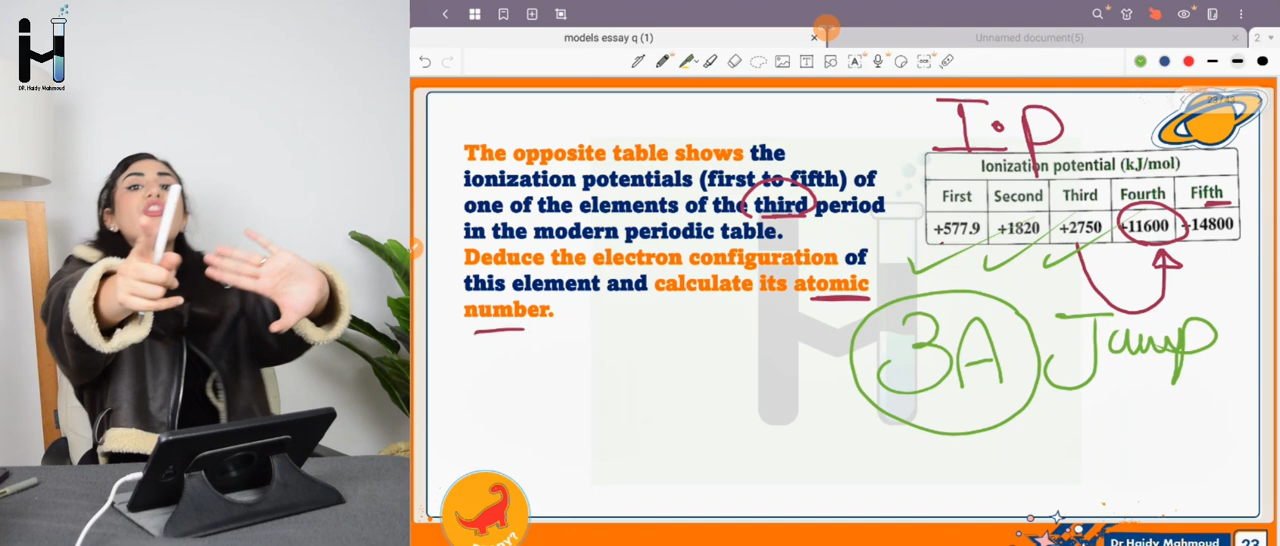 DR. Haidy Mahmoud
models essay q (1)
Unnamed document(5)
2
23/43
The opposite table shows the
ionization potentials (first to fifth) of
one of the elements of the third period
in the modern periodic table.
Deduce the electron configuration of
this element and calculate its atomic
number.
I.P
Ionization potential (kJ/mol)
First Second Third Fourth Fifth
+577.9 +1820 +2750 +11600 +14800
3A Jump
Dr Haidy Mahmoud
23